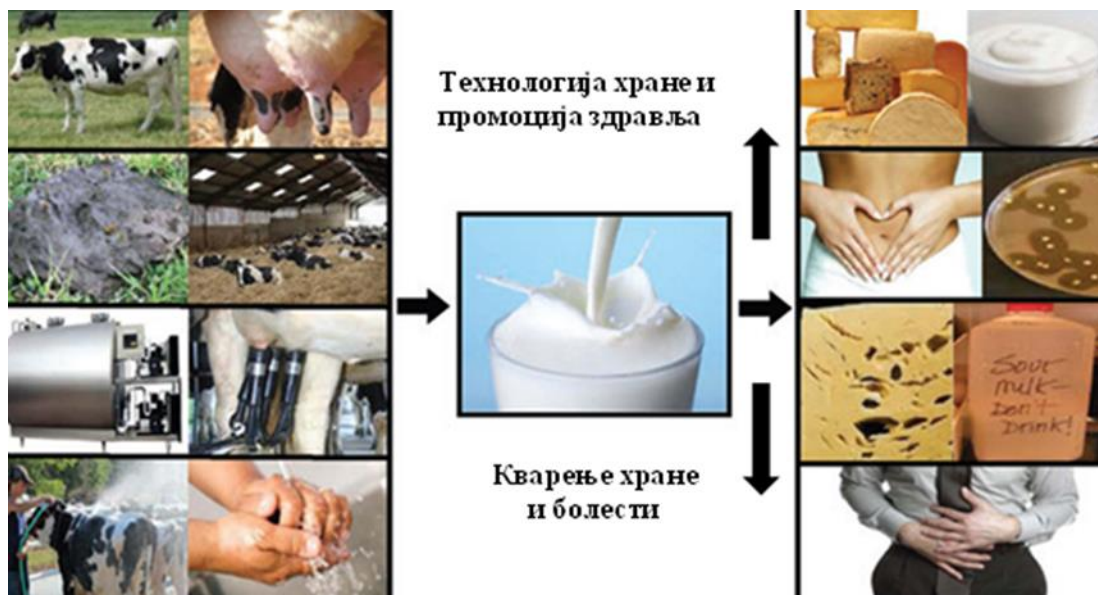 Технологија хране и
промоција здравља
Sour
milk-
Don't
Drink!
Кварење хране
и болести